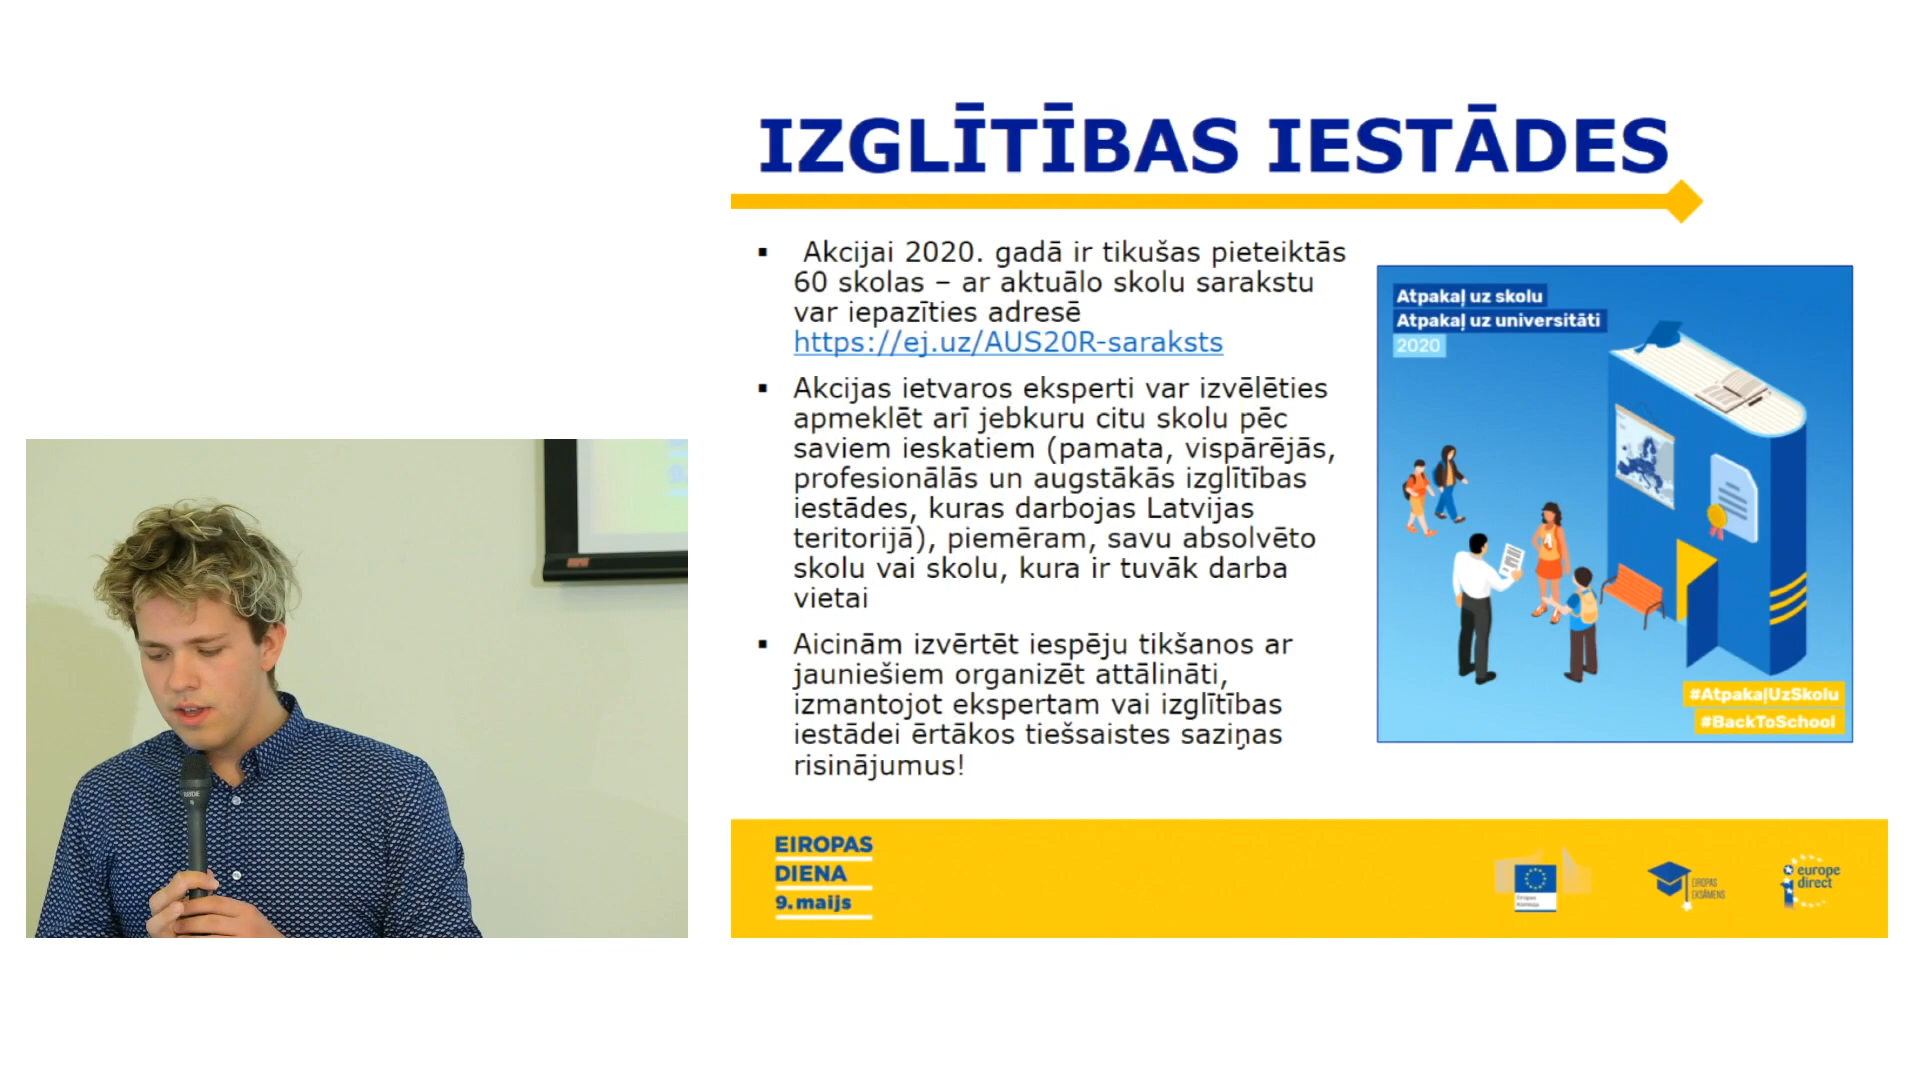 IZGLĪTĪBAS IESTĀDES
▪ Akcijai 2020. gadā ir tikušas pieteiktās
60 skolas – ar aktuālo skolu sarakstu
var iepazīties adresē
https://ej.uz/AUS20R-saraksts
▪ Akcijas ietvaros eksperti var izvēlēties
apmeklēt arī jebkuru citu skolu pēc
saviem ieskatiem (pamata, vispārējās,
profesionālās un augstākās izglītības
iestādes, kuras darbojas Latvijas
teritorijā), piemēram, savu absolvēto
skolu vai skolu, kura ir tuvāk darba
vietai
▪ Aicinām izvērtēt iespēju tikšanos ar
jauniešiem organizēt attālināti,
izmantojot ekspertam vai izglītības
iestādei ērtākos tiešsaistes saziņas
risinājumus!
Atpakaļ uz skolu
Atpakaļ uz universitāti
2020
#AtpakaļUzSkolu
#BackToSchool
EIROPAS
DIENA
9.maijs
Eiropas
Komisija
EIROPAS
EKSĀMENS
europe
direct